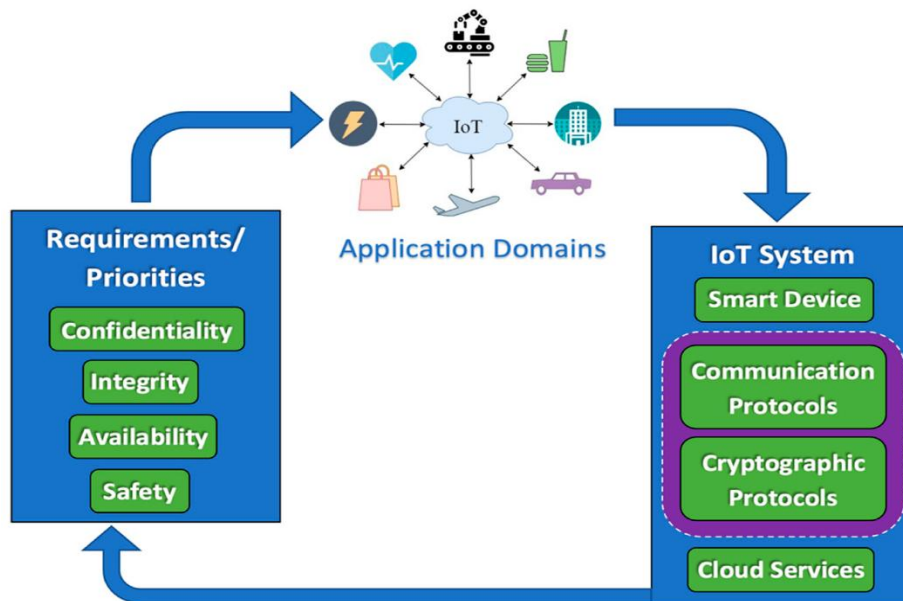 IoT
Application Domains
Requirements/
Priorities
Confidentiality
Integrity
Availability
Safety
IoT System
Smart Device
Communication
Protocols
Cryptographic
Protocols
Cloud Services